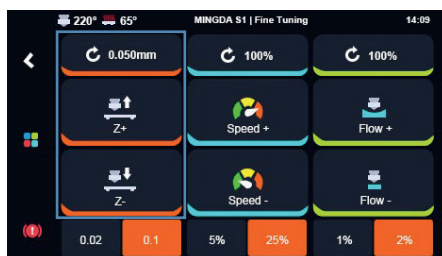 220° 65° MINGDA S1 | Fine Tuning 14:09
0.050mm 100% 100%
Z+ Speed + Flow +
Z- Speed - Flow -
0.02 0.1 5% 25% 1% 2%